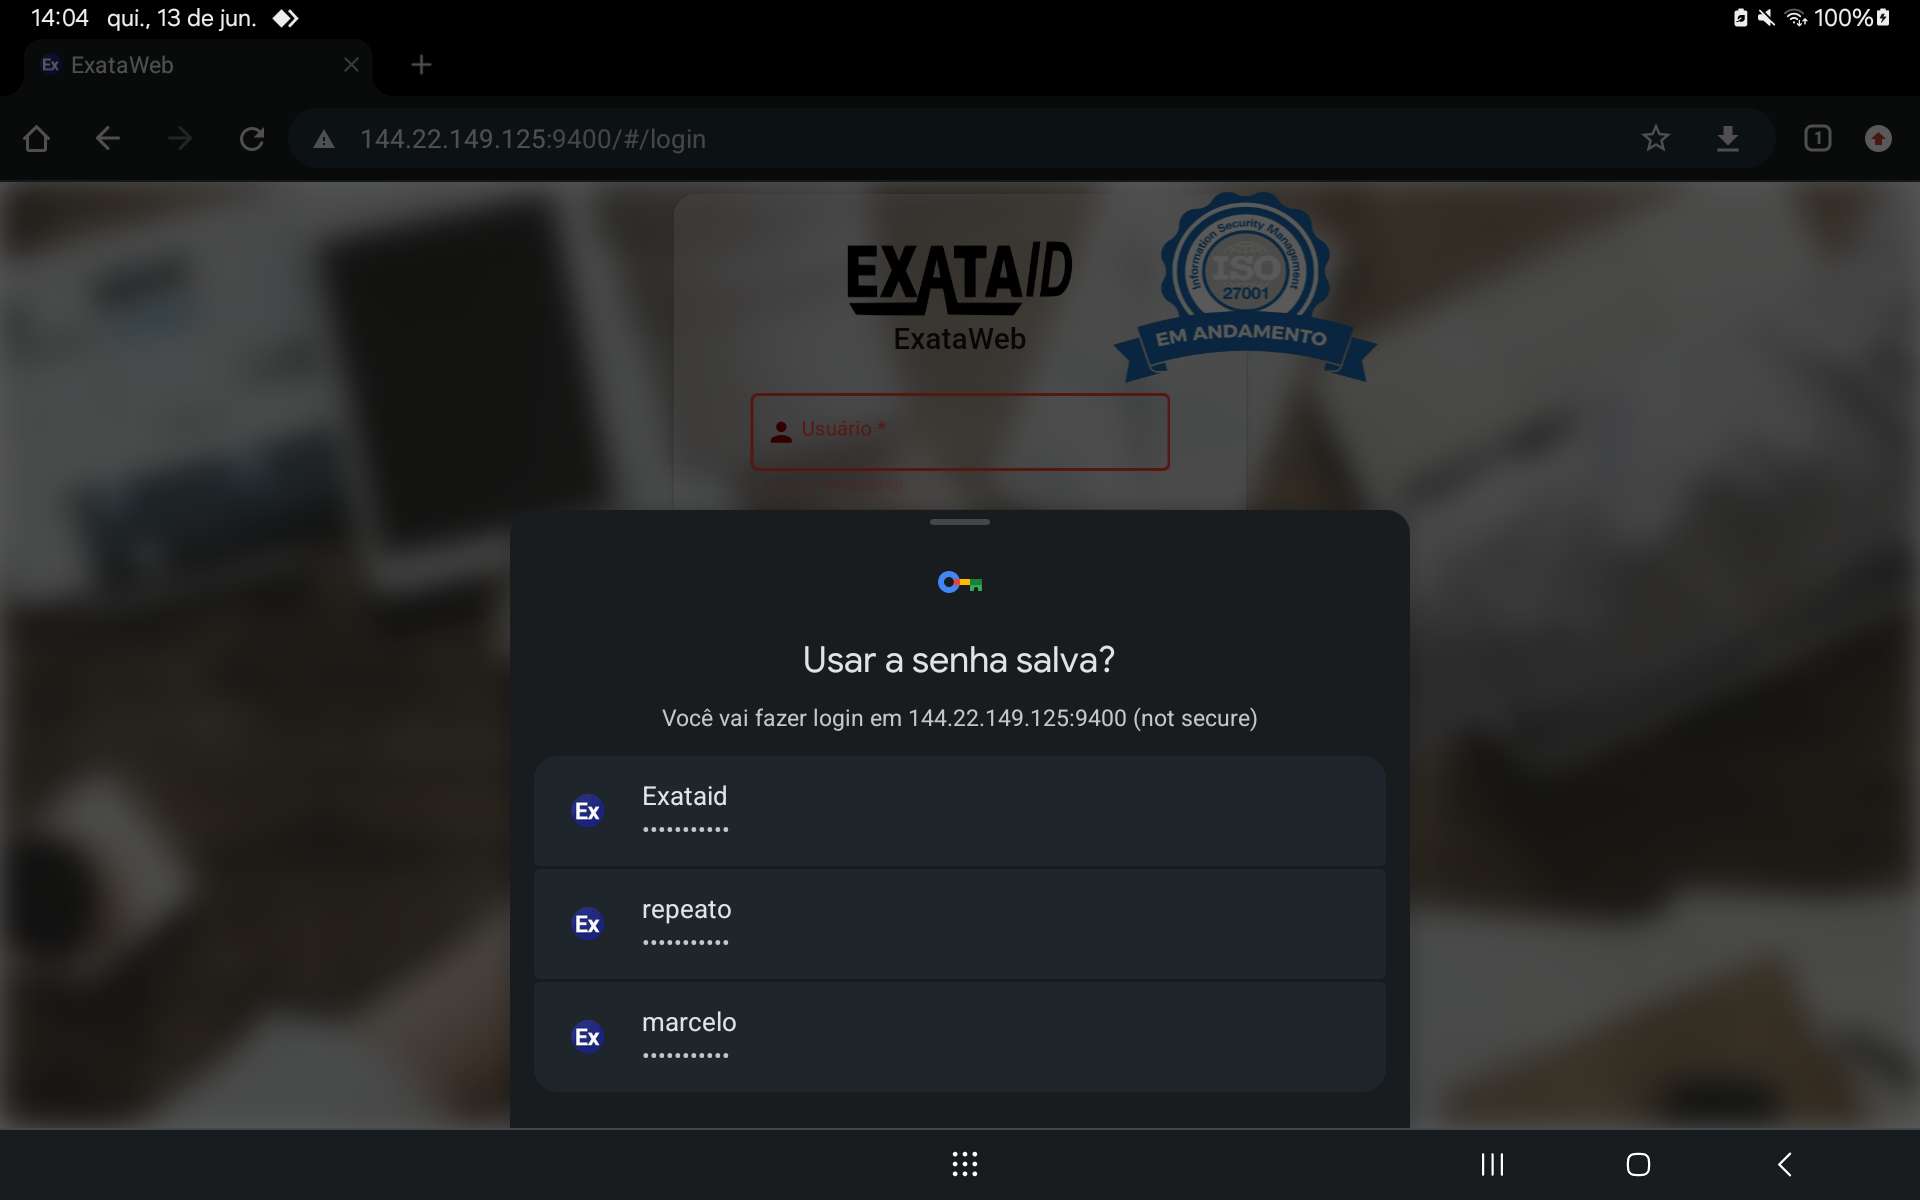 14:04 qui., 13 de jun. 100%
Ex ExataWeb
144.22.149.125:9400/#/login 1
EXATAID
ExataWeb
Information Security Management
ISO
27001
EM ANDAMENTO
Usuário *
Usar a senha salva?
Você vai fazer login em 144.22.149.125:9400 (not secure)
Ex Exataid
•••••••••••
Ex repeato
•••••••••••
Ex marcelo
•••••••••••